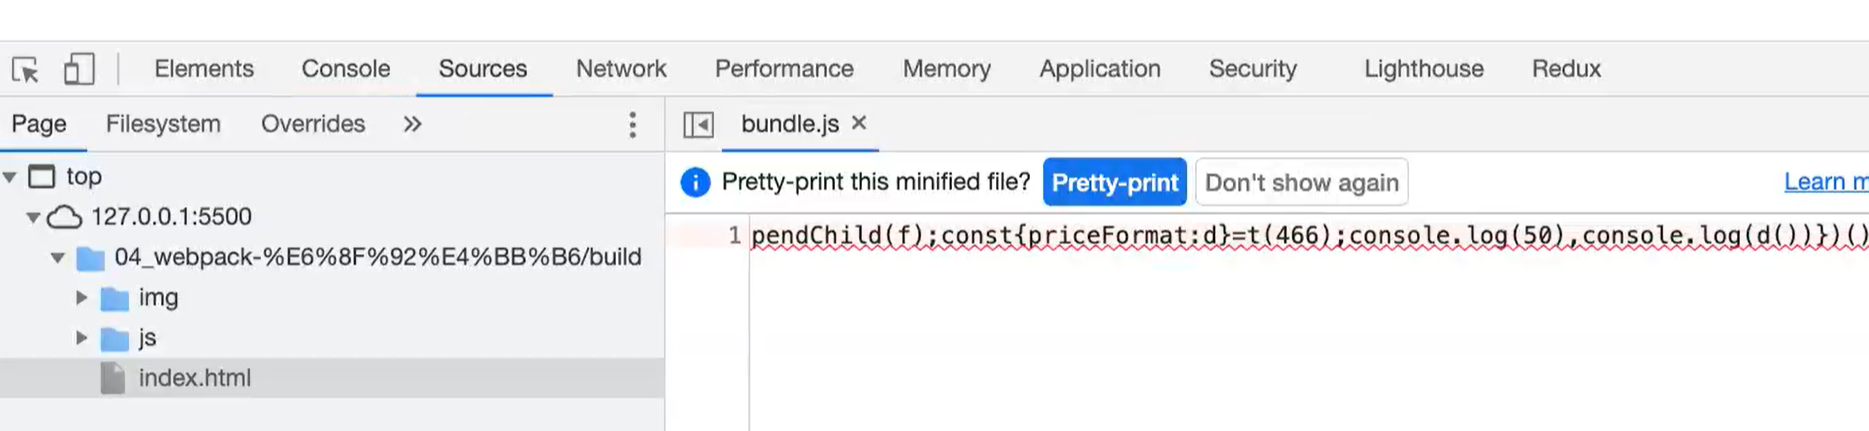 Elements Console Sources Network Performance Memory Application Security Lighthouse Redux
Page Filesystem Overrides »
bundle.js ×
top
Pretty-print this minified file? Pretty-print Don't show again Learn m
127.0.0.1:5500
1 pendChild(f);const{priceFormat:d}=t(466);console.log(50),console.log(d())})()
04_webpack-%E6%8F%92%E4%BB%B6/build
img
js
index.html